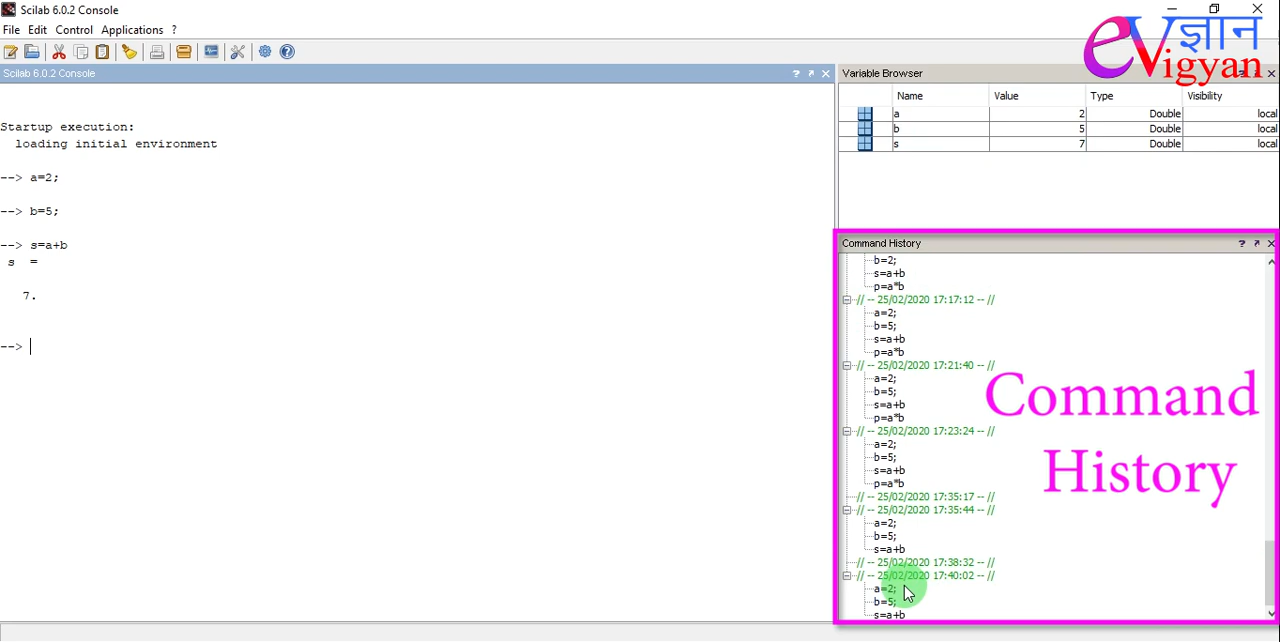 Scilab 6.0.2 Console
File Edit Control Applications ?
eVज्ञान
Vigyan
Scilab 6.0.2 Console
Startup execution:
loading initial environment
--> a=2;
--> b=5;
--> s=a+b
s =
7.
-->
Variable Browser
Name Value Type Visibility
a 2 Double local
b 5 Double local
s 7 Double local
Command History
b=2;
s=a+b
p=a*b
// -- 25/02/2020 17:17:12 -- //
a=2;
b=5;
s=a+b
p=a*b
// -- 25/02/2020 17:21:40 -- //
a=2;
b=5;
s=a+b
p=a*b
// -- 25/02/2020 17:23:24 -- //
a=2;
b=5;
s=a+b
p=a*b
// -- 25/02/2020 17:35:17 -- //
// -- 25/02/2020 17:35:44 -- //
a=2;
b=5;
s=a+b
// -- 25/02/2020 17:38:32 -- //
// -- 25/02/2020 17:40:02 -- //
a=2;
b=5;
s=a+b
Command
History